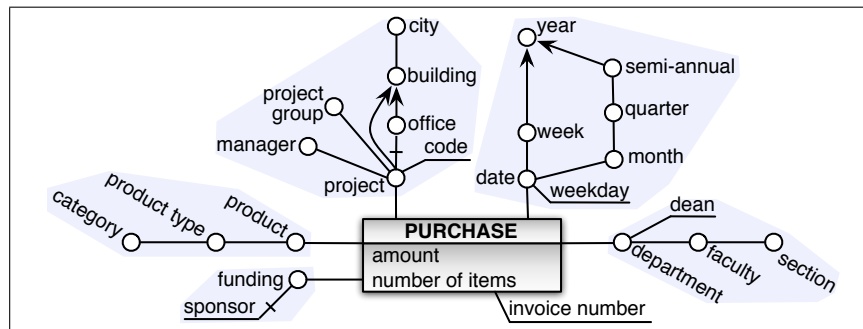 city
year
building
semi-annual
project
group
quarter
office
week
manager
code
month
project
date
weekday
dean
category
product type
product
PURCHASE
amount
number of items
department
faculty
section
funding
sponsor
invoice number